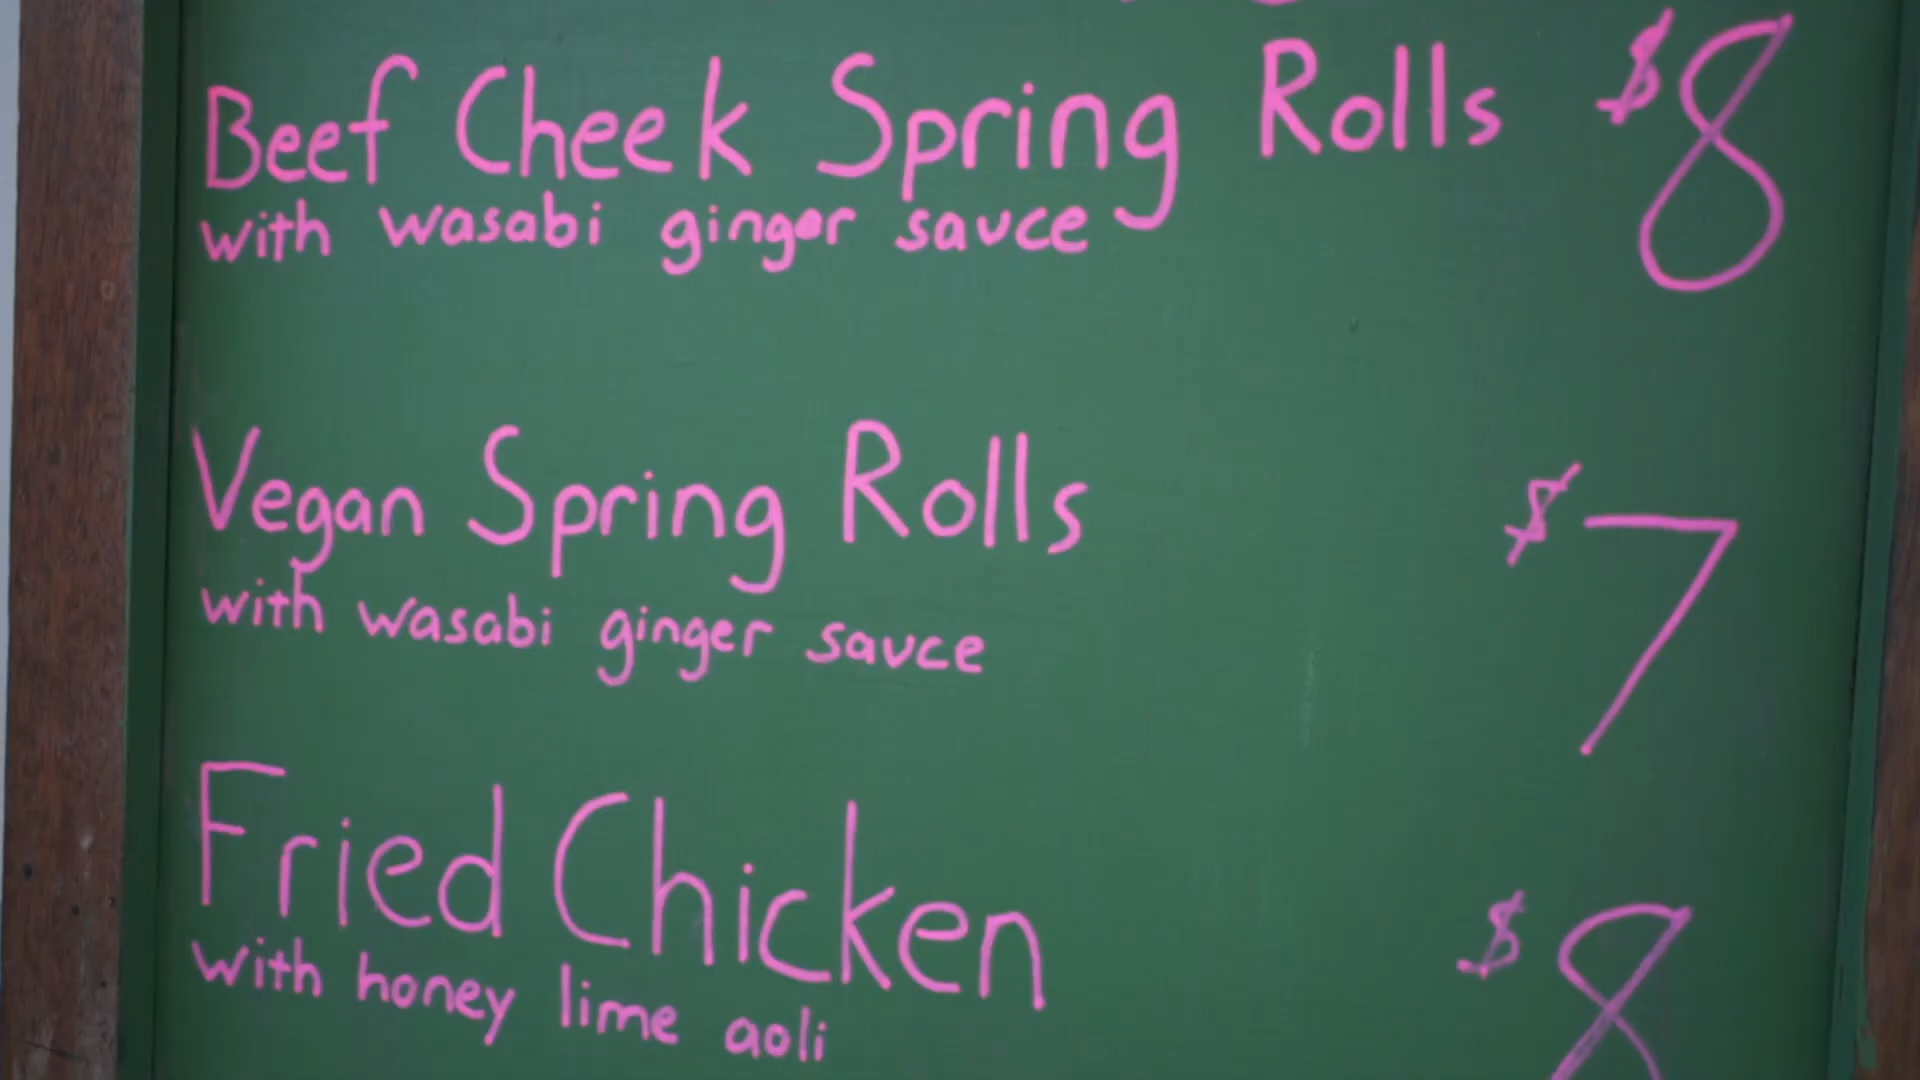 Beef Cheek Spring Rolls $8
with wasabi ginger sauce
Vegan Spring Rolls $7
with wasabi ginger sauce
Fried Chicken $8
with honey lime aoli